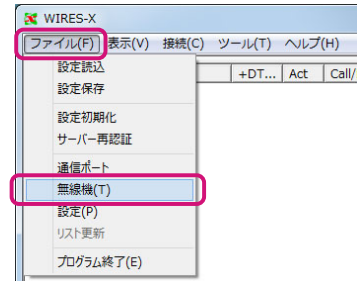 WIRES-X
ファイル(F) 表示(V) 接続(C) ツール(T) ヘルプ(H)
+DT... Act Call/
設定読込
設定保存
設定初期化
サーバー再認証
通信ポート
無線機(T)
設定(P)
リスト更新
プログラム終了(E)